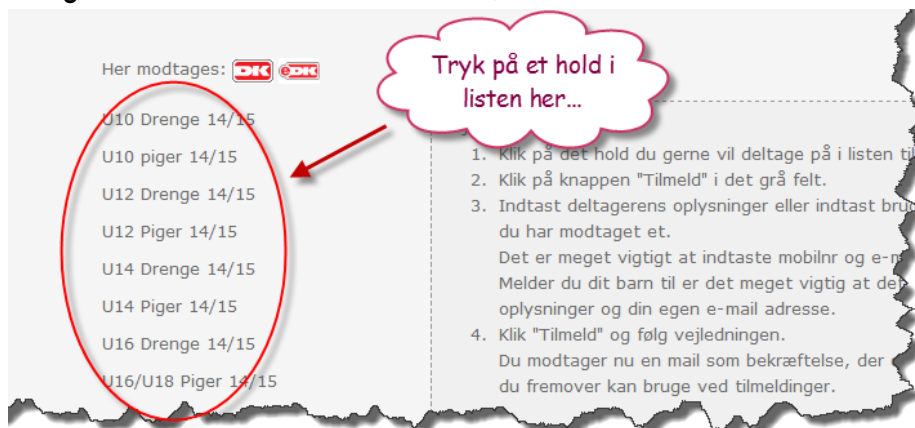 Her modtages: DK eDK
Tryk på et hold i
listen her...
U10 Drenge 14/15
U10 piger 14/15
U12 Drenge 14/15
U12 Piger 14/15
U14 Drenge 14/15
U14 Piger 14/15
U16 Drenge 14/15
U16/U18 Piger 14/15
1. Klik på det hold du gerne vil deltage på i listen til
2. Klik på knappen "Tilmeld" i det grå felt.
3. Indtast deltagerens oplysninger eller indtast
du har modtaget et.
Det er meget vigtigt at indtaste mobilnr og
Melder du dit barn til er det meget vigtig at
oplysninger og din egen e-mail adresse.
4. Klik "Tilmeld" og følg vejledningen.
Du modtager nu en mail som bekræftelse, der
du fremover kan bruge ved tilmeldinger.